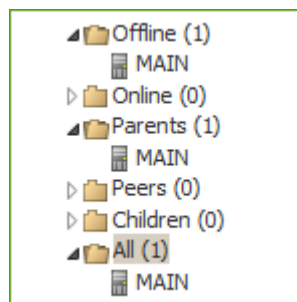 Offline (1)
MAIN
Online (0)
Parents (1)
MAIN
Peers (0)
Children (0)
All (1)
MAIN